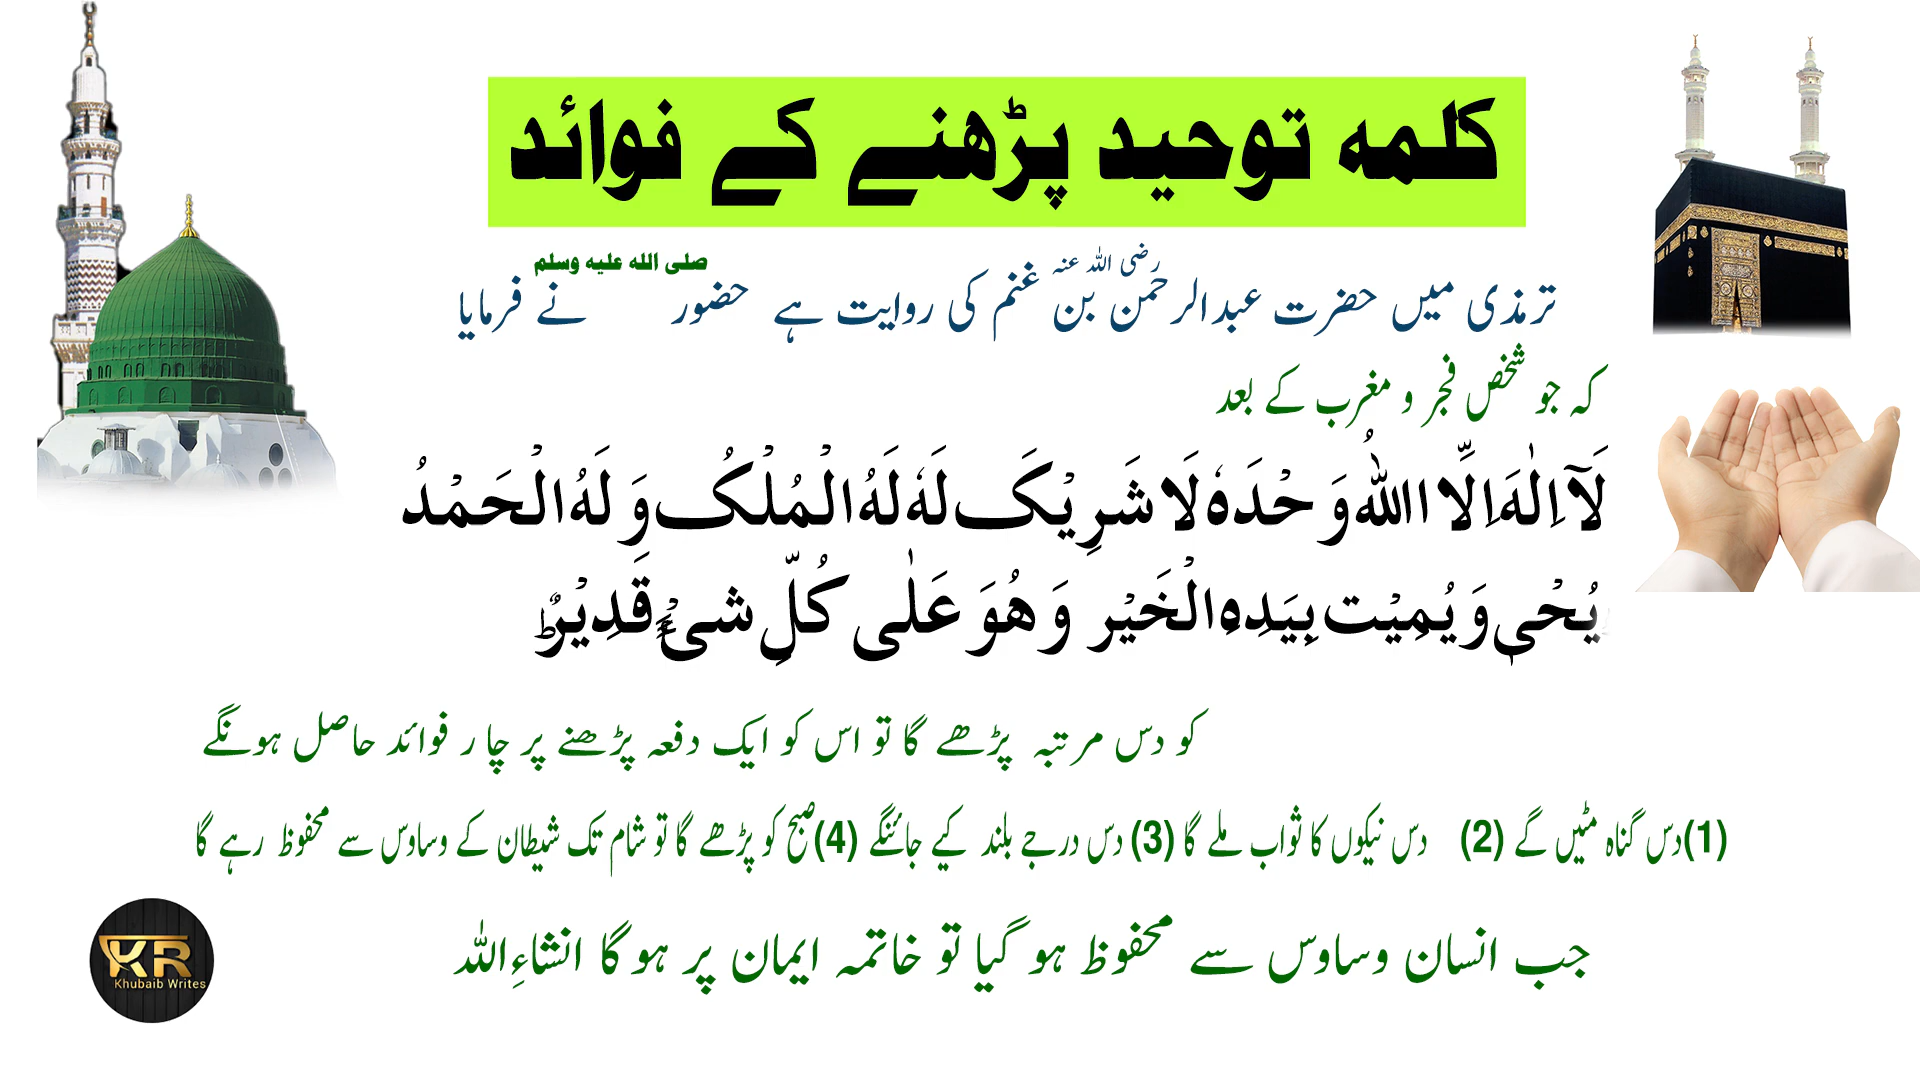 کلمہ توحید پڑھنے کے فوائد
ترمذی میں حضرت عبدالرحمٰن بن غنم رضی اللہ عنہ کی روایت ہے حضور صلی الله علیه وسلم نے فرمایا
کہ جو شخص فجر و مغرب کے بعد
لَآ اِلٰہَ اِلَّا اللہُ وَحْدَہٗ لَا شَرِیْکَ لَہٗ لَہُ الْمُلْکُ وَ لَہُ الْحَمْدُ
یُحْیٖ وَ یُمِیْت بِیَدِہِ الْخَیْر وَ ھُوَ عَلٰی کُلِّ شیْءٍ قَدِیْرٌؕ
کو دس مرتبہ پڑھے گا تو اس کو ایک دفعہ پڑھنے پر چار فوائد حاصل ہونگے
(1)دس گناہ مٹیں گے (2) دس نیکوں کا ثواب ملے گا (3) دس درجے بلند کیے جائنگے (4)صبح کو پڑھے گا تو شام تک شیطان کے وساوس سے محفوظ رہے گا
جب انسان وساوس سے محفوظ ہو گیا تو خاتمہ ایمان پر ہو گا انشاءِاللہ
KR
Khubaib Writes